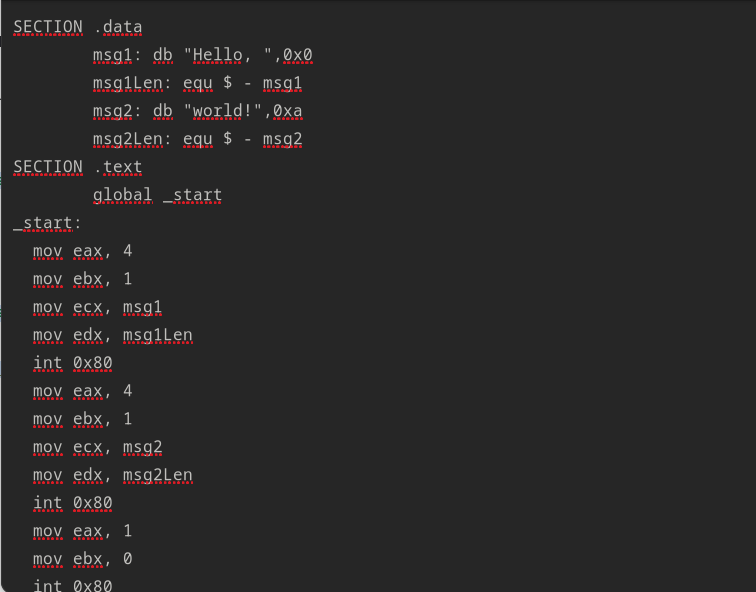 SECTION .data
msg1: db "Hello, ",0x0
msg1Len: equ $ - msg1
msg2: db "world!",0xa
msg2Len: equ $ - msg2
SECTION .text
global _start
_start:
mov eax, 4
mov ebx, 1
mov ecx, msg1
mov edx, msg1Len
int 0x80
mov eax, 4
mov ebx, 1
mov ecx, msg2
mov edx, msg2Len
int 0x80
mov eax, 1
mov ebx, 0
int 0x80